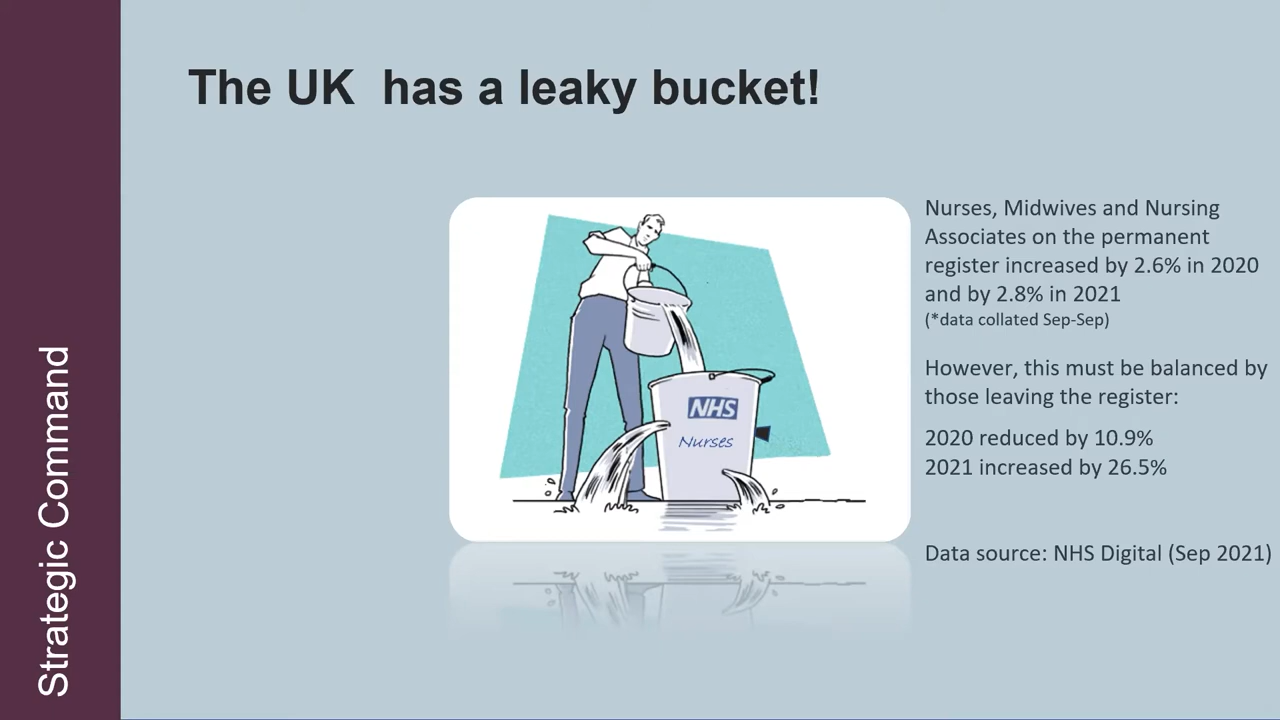 The UK  has a leaky bucket!
Strategic Command
NHS
Nurses
Nurses, Midwives and Nursing
Associates on the permanent
register increased by 2.6% in 2020
and by 2.8% in 2021
(*data collated Sep-Sep)
However, this must be balanced by
those leaving the register:
2020 reduced by 10.9%
2021 increased by 26.5%
Data source: NHS Digital (Sep 2021)